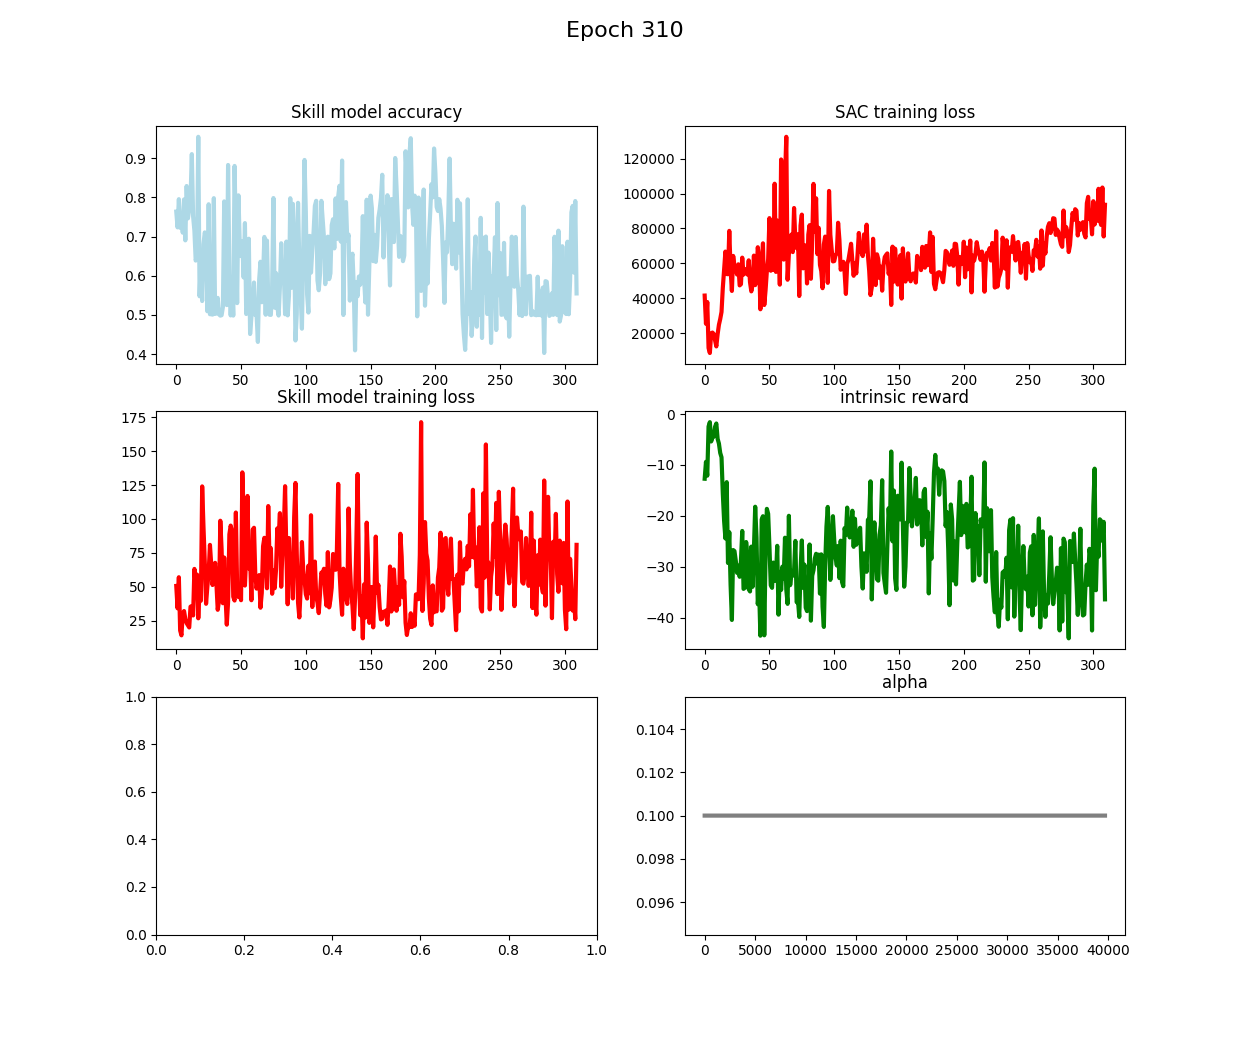 Epoch 310
Skill model accuracy
0.9
0.8
0.7
0.6
0.5
0.4
0 50 100 150 200 250 300
SAC training loss
120000
100000
80000
60000
40000
20000
0 50 100 150 200 250 300
Skill model training loss
175
150
125
100
75
50
25
0 50 100 150 200 250 300
intrinsic reward
0
−10
−20
−30
−40
0 50 100 150 200 250 300
1.0
0.8
0.6
0.4
0.2
0.0
0.0 0.2 0.4 0.6 0.8 1.0
alpha
0.104
0.102
0.100
0.098
0.096
0 5000 10000 15000 20000 25000 30000 35000 40000